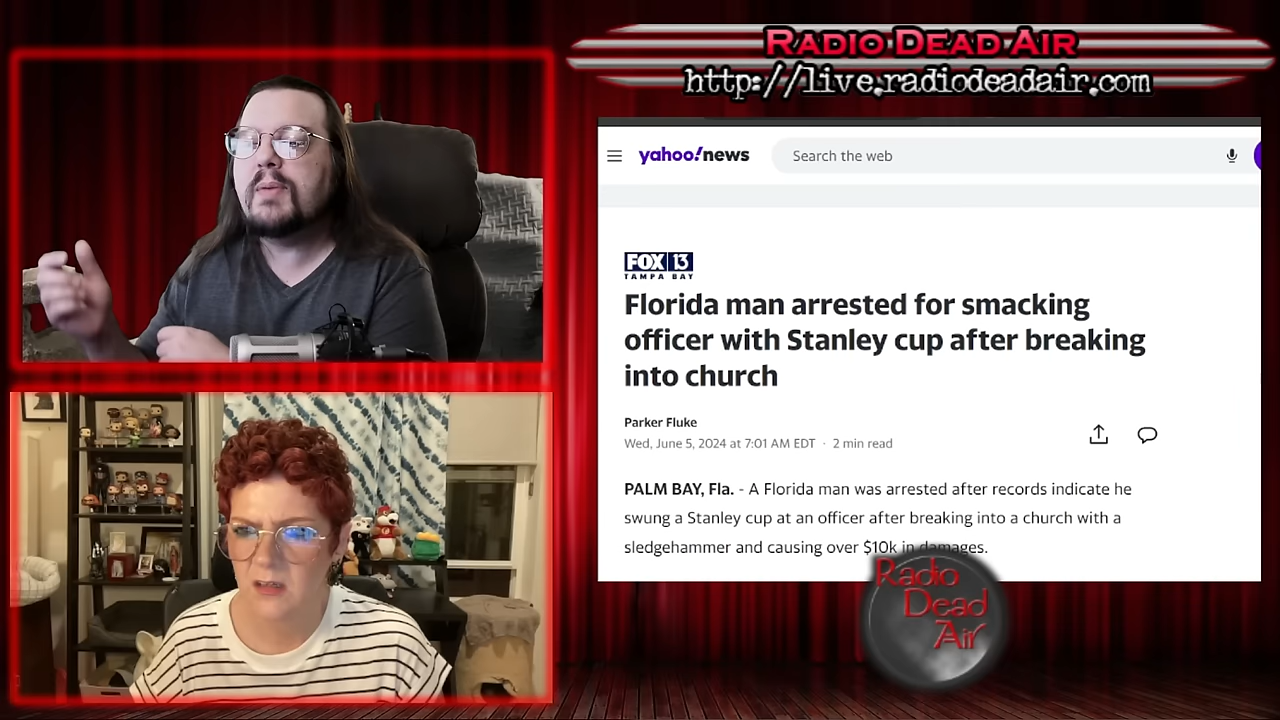 RADIO DEAD AIR
http://live.radiodeadair.com
yahoo!news
Search the web
FOX 13
TAMPA BAY
Florida man arrested for smacking
officer with Stanley cup after breaking
into church
Parker Fluke
Wed, June 5, 2024 at 7:01 AM EDT · 2 min read
PALM BAY, Fla. - A Florida man was arrested after records indicate he
swung a Stanley cup at an officer after breaking into a church with a
sledgehammer and causing over $10k in damages.
Radio
Dead
Air